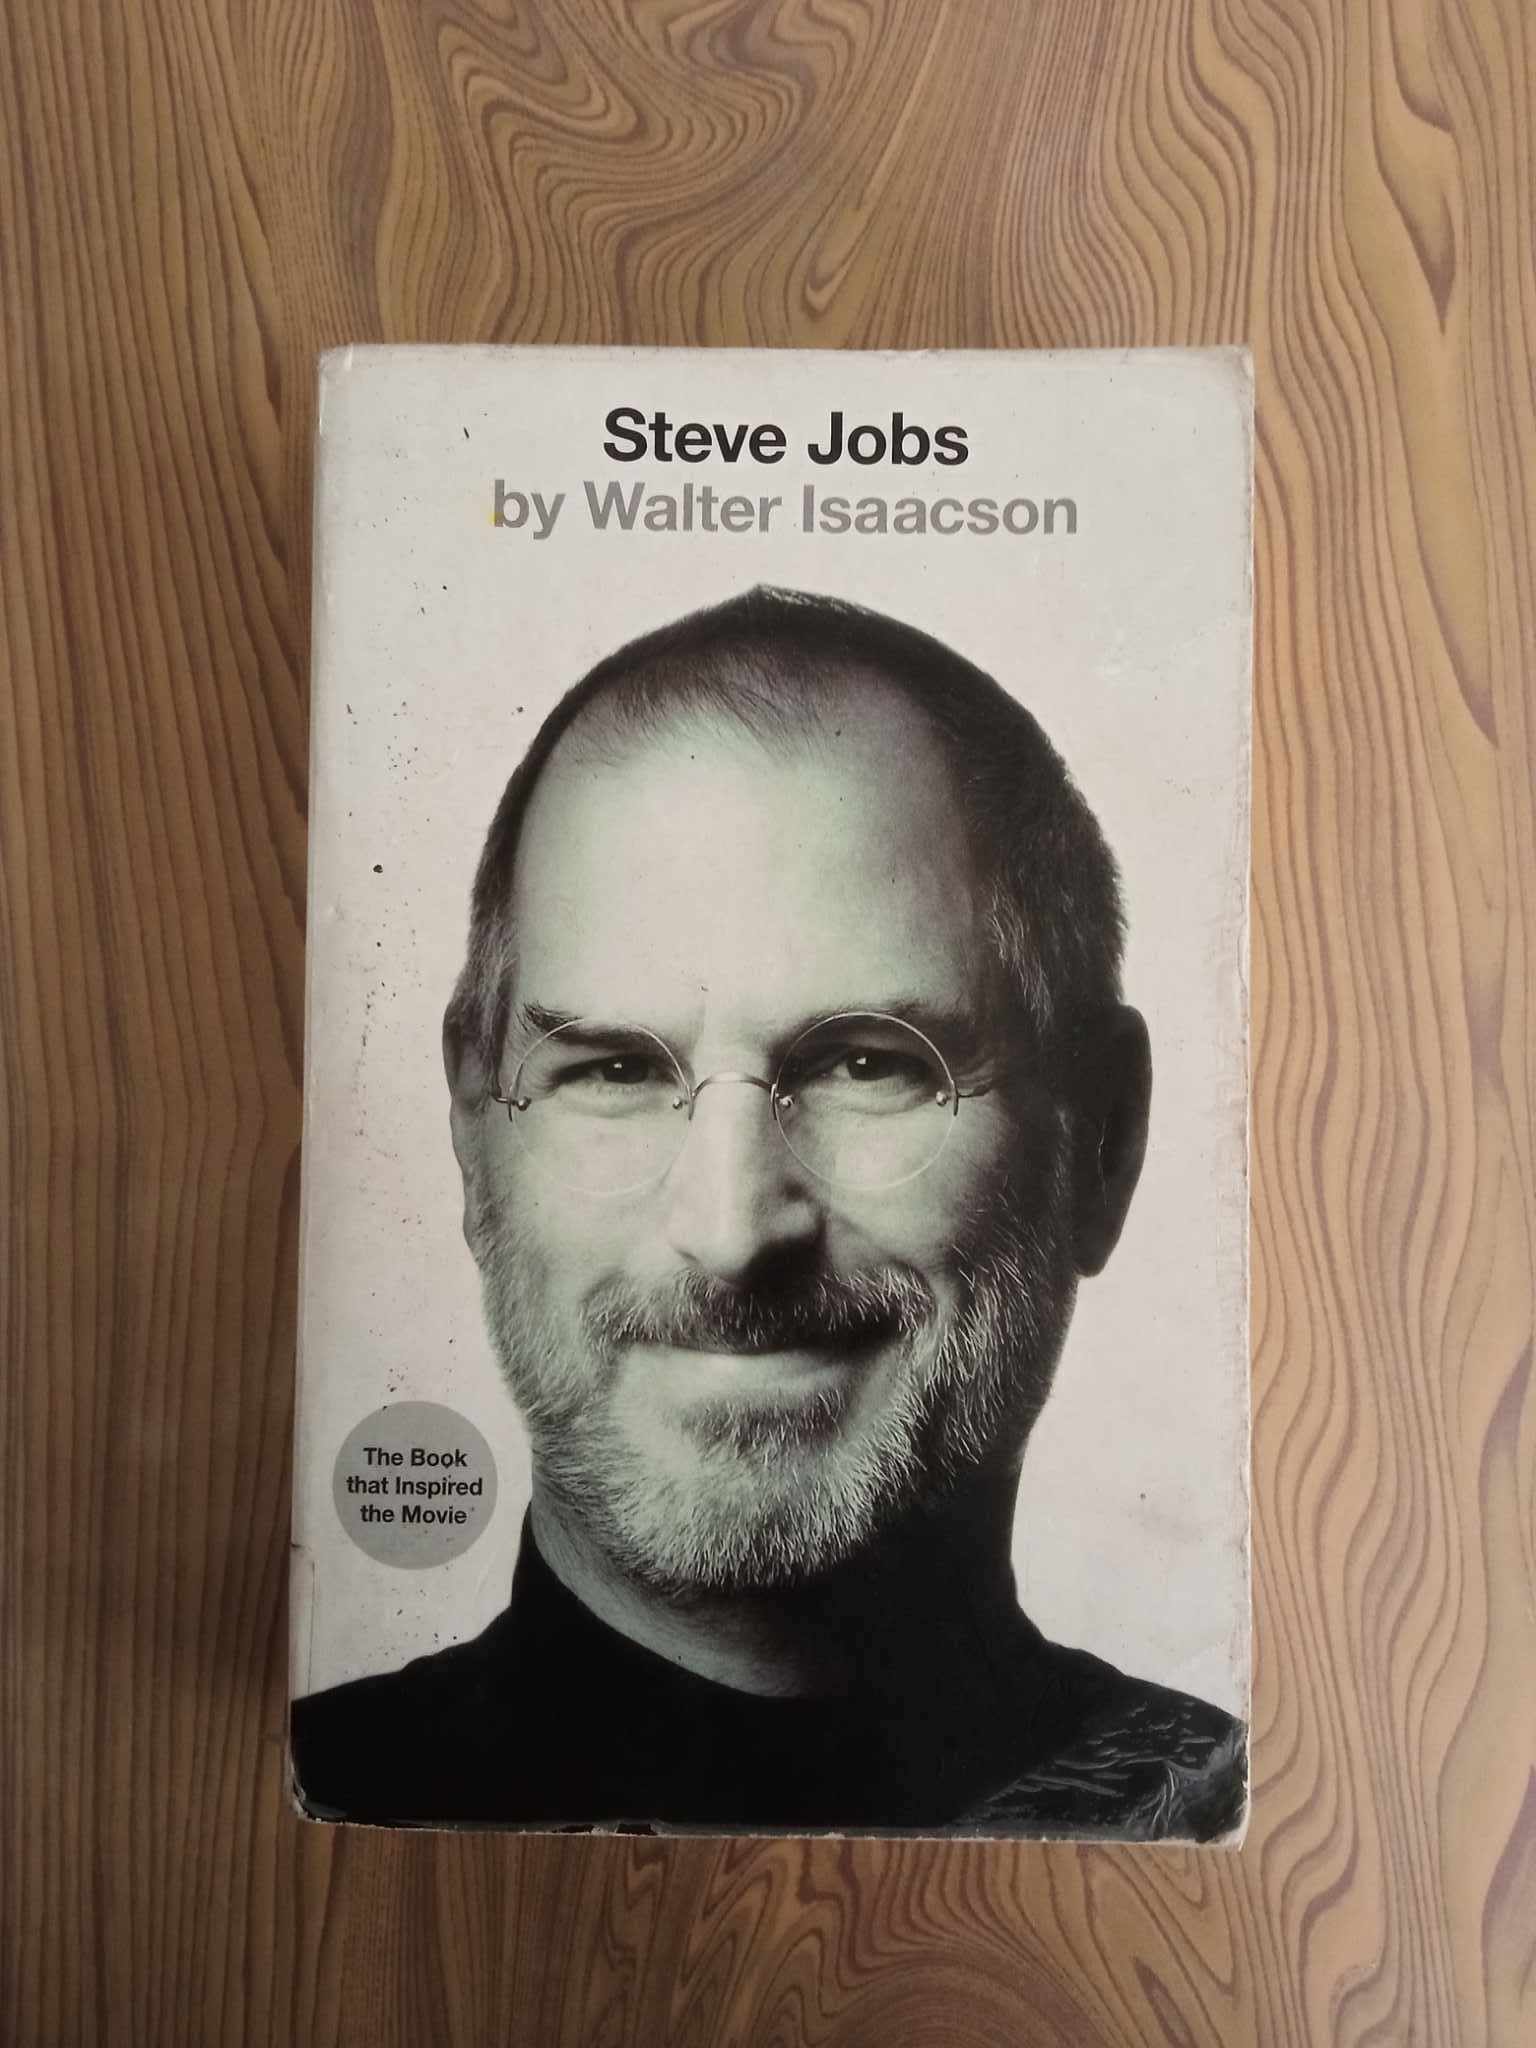 Steve Jobs
by Walter Isaacson
The Book
that Inspired
the Movie